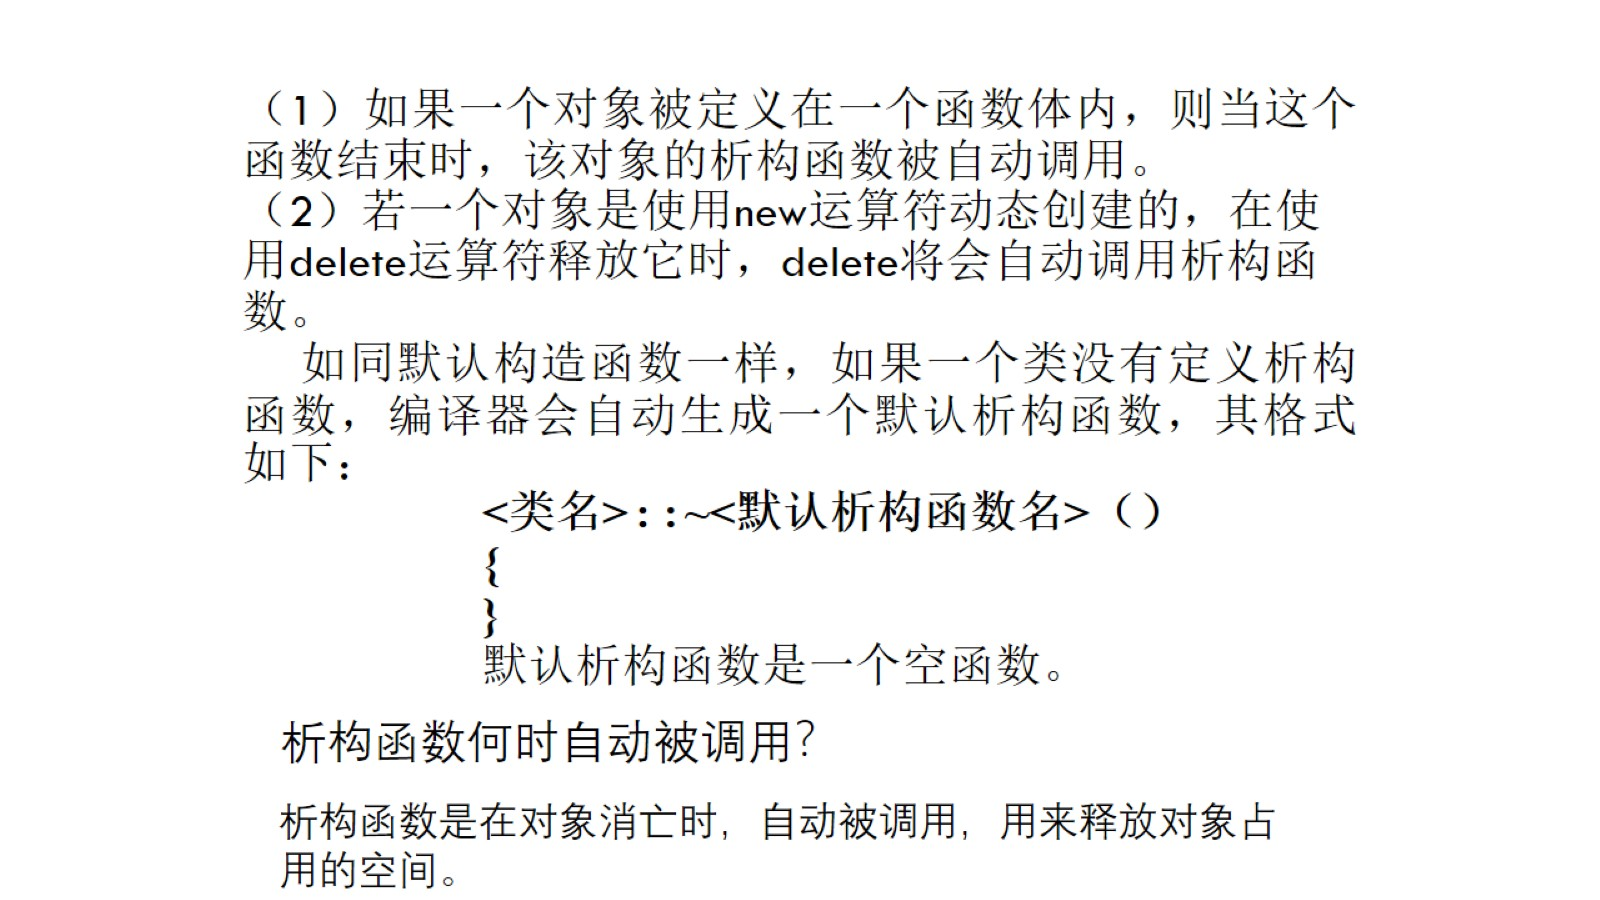 （1）如果一个对象被定义在一个函数体内，则当这个
函数结束时，该对象的析构函数被自动调用。
（2）若一个对象是使用new运算符动态创建的，在使
用delete运算符释放它时，delete将会自动调用析构函
数。
如同默认构造函数一样，如果一个类没有定义析构
函数，编译器会自动生成一个默认析构函数，其格式
如下：
<类名>::~<默认析构函数名>（）
{
}
默认析构函数是一个空函数。
析构函数何时自动被调用？
析构函数是在对象消亡时，自动被调用，用来释放对象占
用的空间。